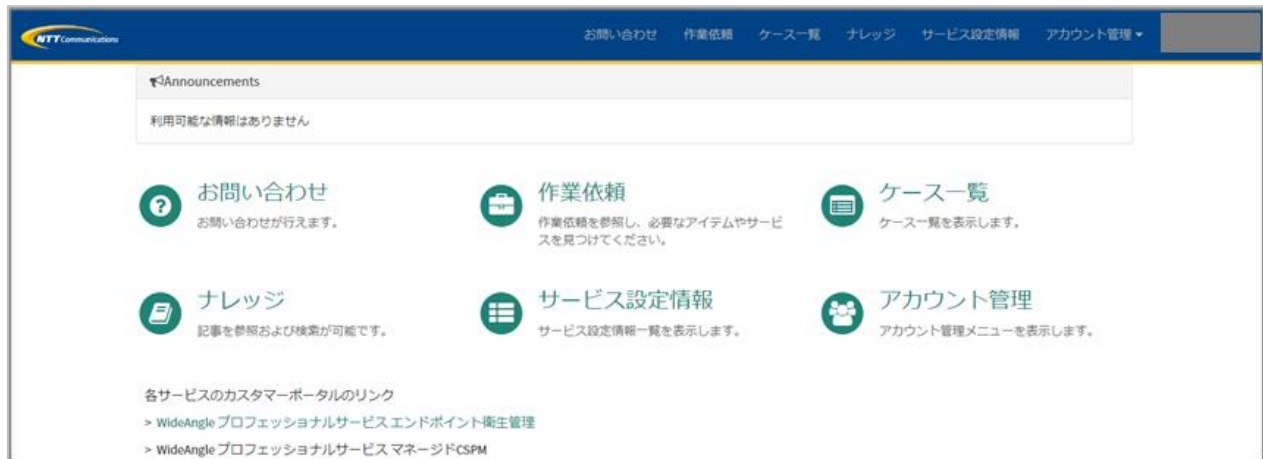 NTT Communications
お問い合わせ 作業依頼 ケース一覧 ナレッジ サービス設定情報 アカウント管理
Announcements
利用可能な情報はありません
お問い合わせ
お問い合わせが行えます。
作業依頼
作業依頼を参照し、必要なアイテムやサービ
スを見つけてください。
ケース一覧
ケース一覧を表示します。
ナレッジ
記事を参照および検索が可能です。
サービス設定情報
サービス設定情報一覧を表示します。
アカウント管理
アカウント管理メニューを表示します。
各サービスのカスタマーポータルのリンク
> WideAngle プロフェッショナルサービス エンドポイント衛生管理
> WideAngle プロフェッショナルサービス マネージドCSPM